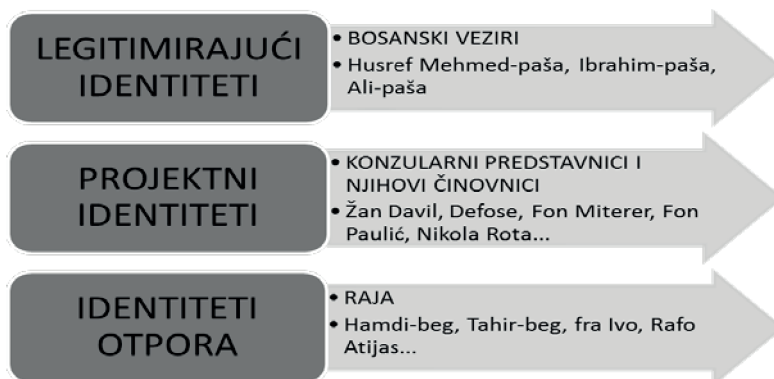 LEGITIMIRAJUĆI
IDENTITETI
• BOSANSKI VEZIRI
• Husref Mehmed-paša, Ibrahim-paša,
Ali-paša
PROJEKTNI
IDENTITETI
• KONZULARNI PREDSTAVNICI I
NJIHOVI ČINOVNICI
• Žan Davil, Defose, Fon Miterer, Fon
Paulić, Nikola Rota...
IDENTITETI
OTPORA
• RAJA
• Hamdi-beg, Tahir-beg, fra Ivo, Rafo
Atijas...